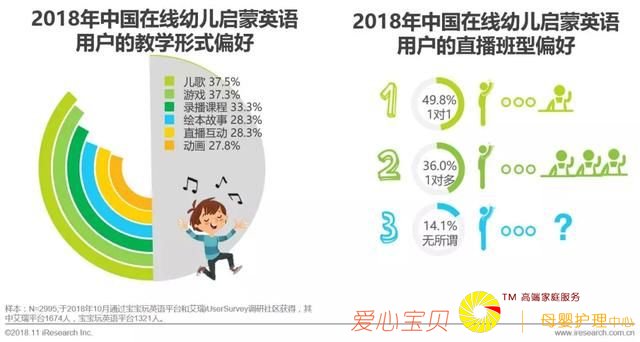 2018年中国在线幼儿启蒙英语
用户的教学形式偏好
儿歌 37.5%
游戏 37.3%
录播课程 33.3%
绘本故事 28.3%
直播互动 28.3%
动画 27.8%
2018年中国在线幼儿启蒙英语
用户的直播班型偏好
1
49.8%
1对1
2
36.0%
1对多
3
14.1%
无所谓
?
样本：N=2995;于2018年10月通过宝宝玩英语平台和艾瑞iUserSurvey调研社区获得，其
中艾瑞平台1674人，宝宝玩英语平台1321人。
©2018.11 iResearch Inc.
www.iresearch.com.cn
爱心宝贝
TM 高端家庭服务
母婴护理中心